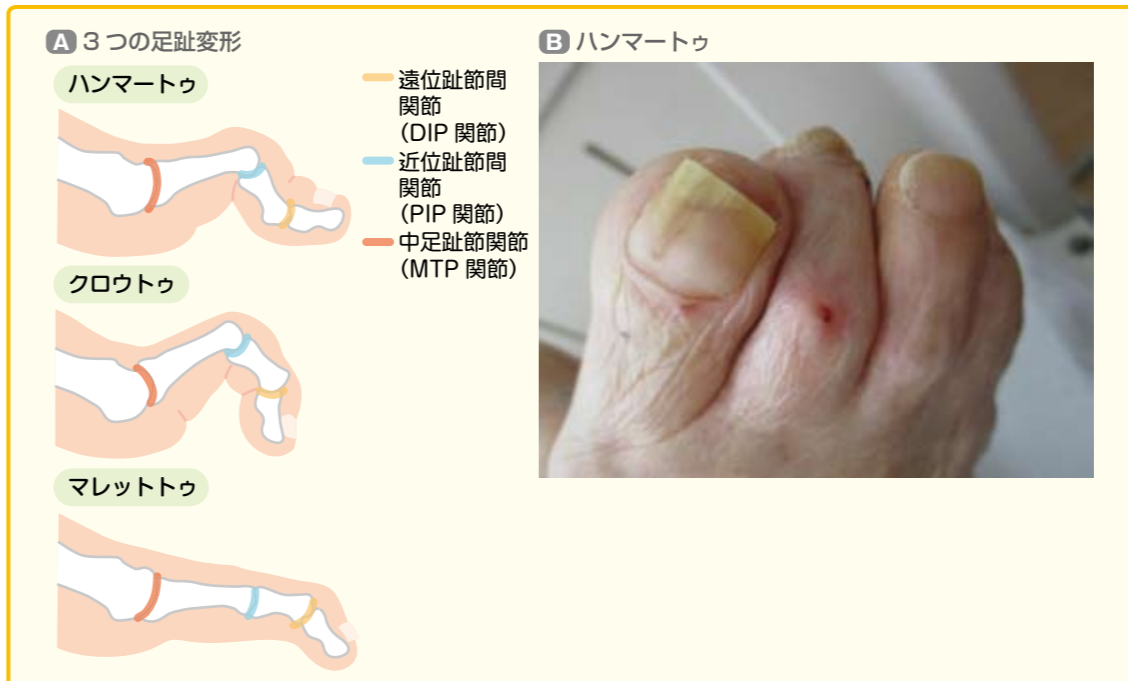 A 3つの足趾変形
ハンマートゥ
遠位趾節間
関節
（DIP 関節）
近位趾節間
関節
（PIP 関節）
中足趾節関節
（MTP 関節）
クロウトゥ
マレットトゥ
B ハンマートゥ